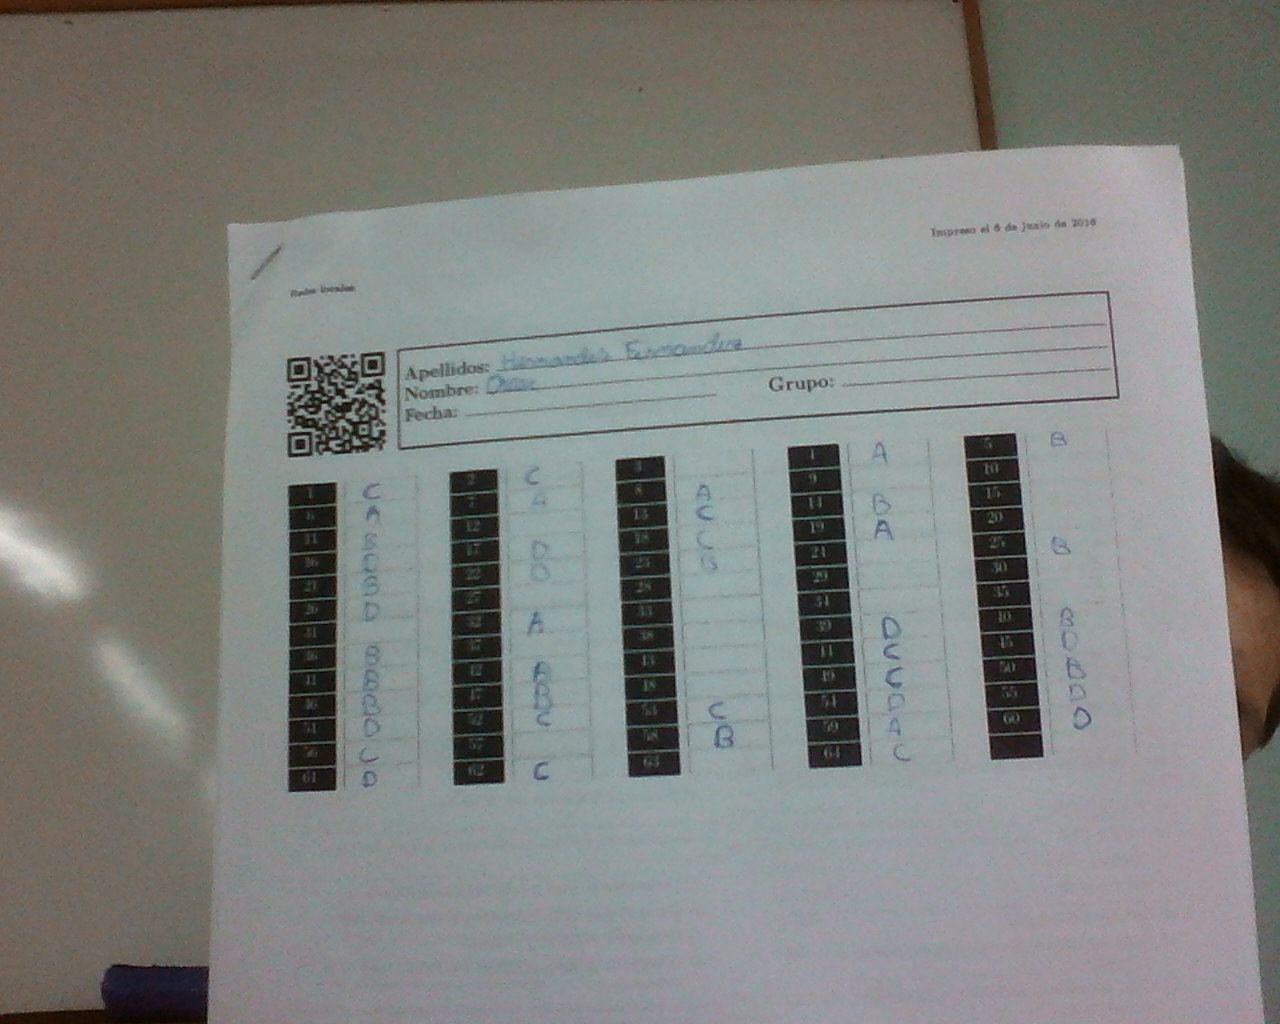 Impreso el 6 de junio de 2016
Redes locales
Apellidos: Hernandez Fernandez
Nombre:
Fecha:
Grupo:
1 C 2 C 3 4 A 5 B
6 A 7 A 8 A 9 10
11 B 12 13 C 14 B 15
16 D 17 D 18 C 19 A 20
21 B 22 D 23 B 24 25 B
26 D 27 28 29 30
31 32 A 33 34 35
36 B 37 38 39 D 40 B
41 B 42 A 43 44 C 45 D
46 B 47 B 48 49 C 50
51 D 52 C 53 C 54 D 55 D
56 C 57 58 B 59 A 60 D
61 D 62 C 63 64 C